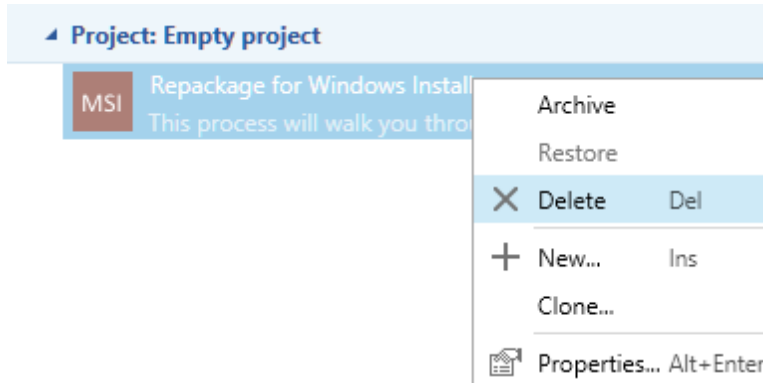 Project: Empty project
MSI
Repackage for Windows Install
This process will walk you thro
Archive
Restore
Delete Del
New... Ins
Clone...
Properties... Alt+Enter